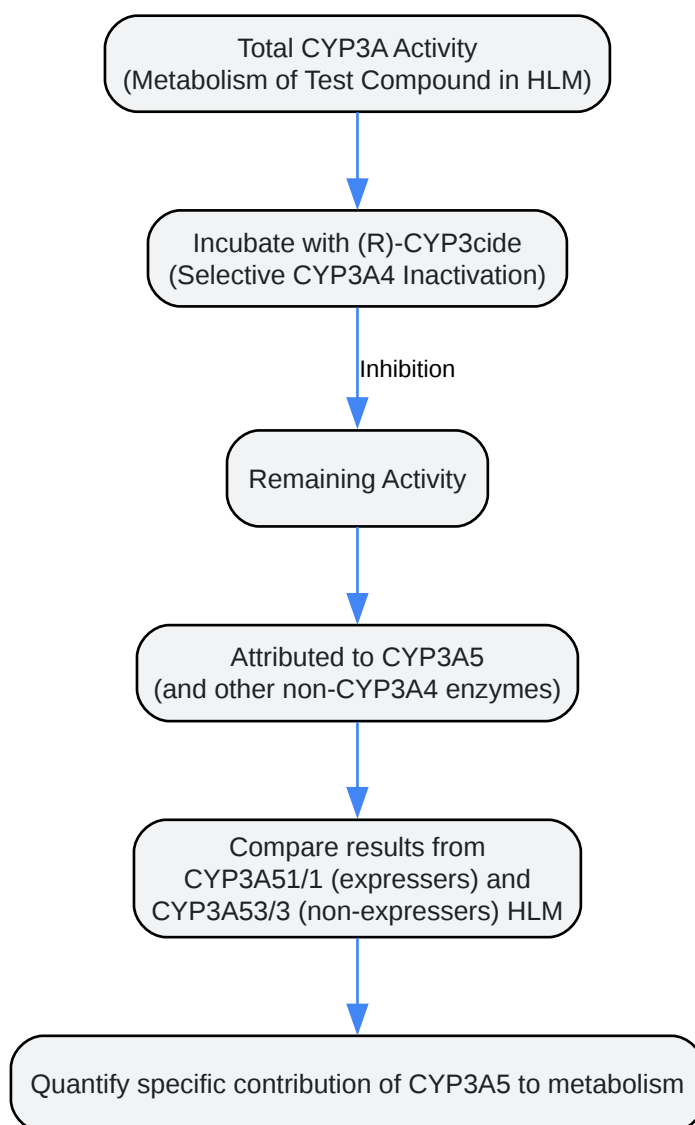 Total CYP3A Activity
(Metabolism of Test Compound in HLM)
Incubate with (R)-CYP3cide
(Selective CYP3A4 Inactivation)
Inhibition
Remaining Activity
Attributed to CYP3A5
(and other non-CYP3A4 enzymes)
Compare results from
CYP3A51/1 (expressers) and
CYP3A53/3 (non-expressers) HLM
Quantify specific contribution of CYP3A5 to metabolism